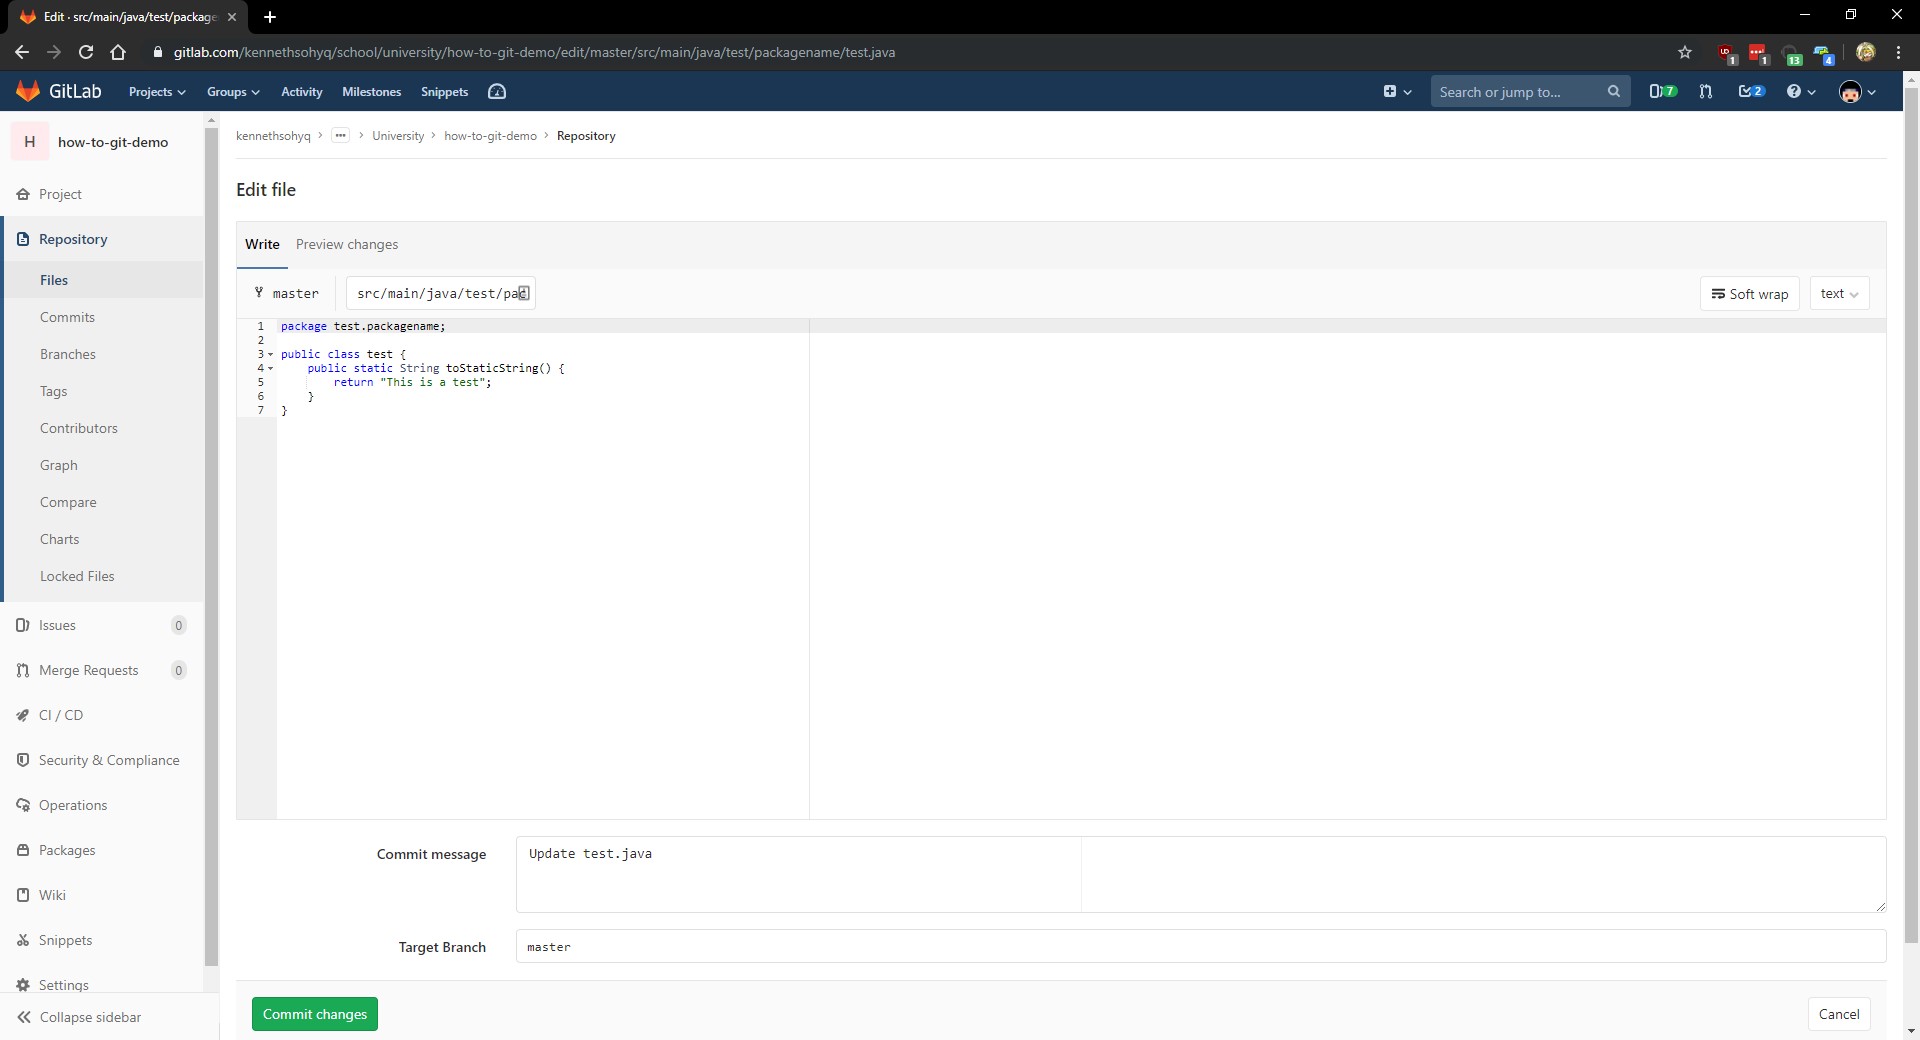 Edit · src/main/java/test/package
gitlab.com/kennethsohyq/school/university/how-to-git-demo/edit/master/src/main/java/test/packagename/test.java
1
1
13
4
GitLab Projects Groups Activity Milestones Snippets Search or jump to... 7 2
H how-to-git-demo
Project
Repository
Files
Commits
Branches
Tags
Contributors
Graph
Compare
Charts
Locked Files
Issues 0
Merge Requests 0
CI / CD
Security & Compliance
Operations
Packages
Wiki
Snippets
Settings
Collapse sidebar
kennethsohyq › ••• › University › how-to-git-demo › Repository
Edit file
Write Preview changes
master src/main/java/test/pac Soft wrap text
1 package test.packagename;
2
3 public class test {
4 public static String toStaticString() {
5 return "This is a test";
6 }
7 }
Commit message Update test.java
Target Branch master
Commit changes Cancel